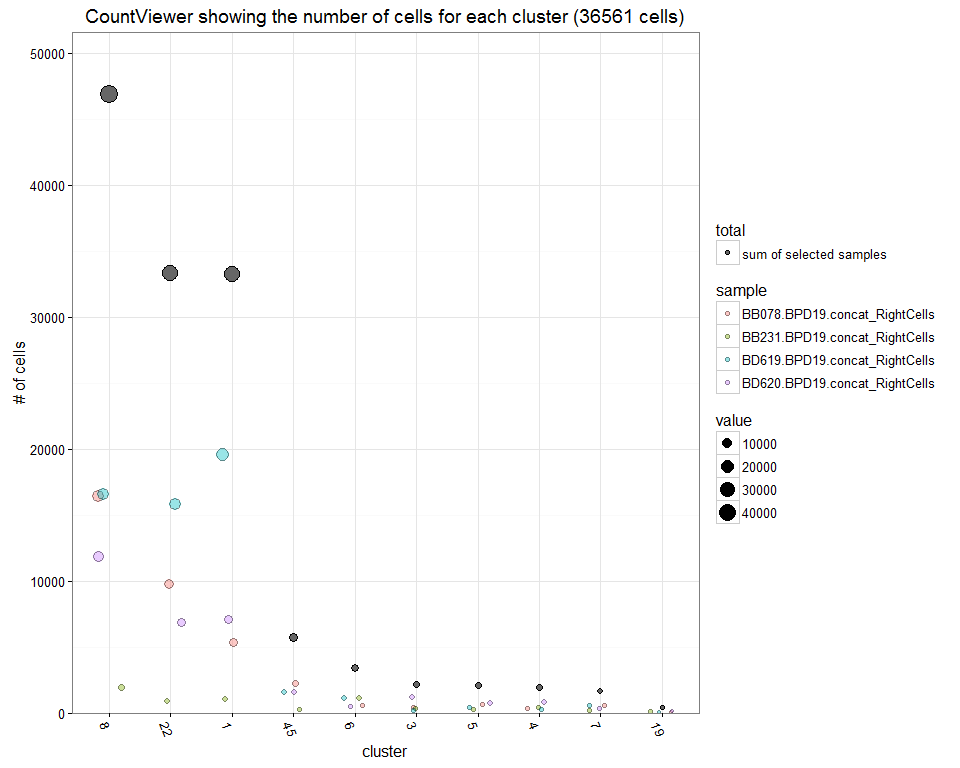 CountViewer showing the number of cells for each cluster (36561 cells)
50000
40000
30000
20000
10000
0
# of cells
8
22
1
45
6
3
5
4
7
19
cluster
total
sum of selected samples
sample
BB078.BPD19.concat_RightCells
BB231.BPD19.concat_RightCells
BD619.BPD19.concat_RightCells
BD620.BPD19.concat_RightCells
value
10000
20000
30000
40000